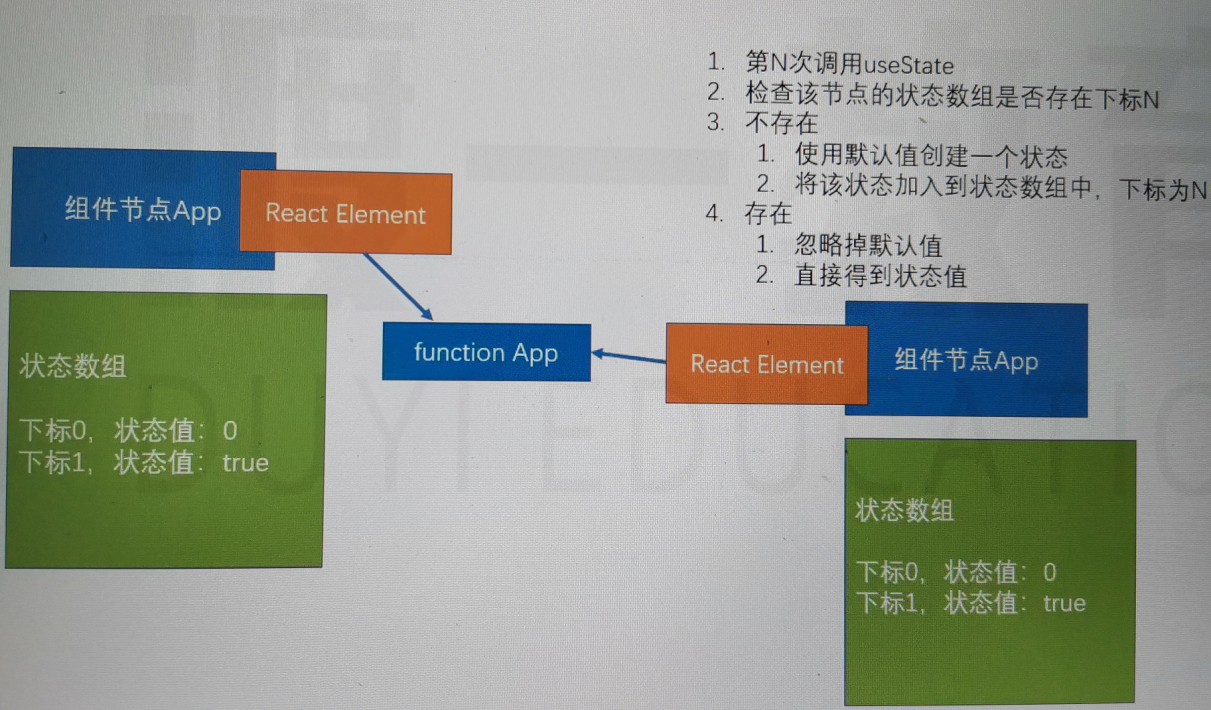 1. 第N次调用useState
2. 检查该节点的状态数组是否存在下标N
3. 不存在
1. 使用默认值创建一个状态
2. 将该状态加入到状态数组中，下标为N
4. 存在
1. 忽略掉默认值
2. 直接得到状态值
组件节点App
React Element
状态数组
下标0，状态值：0
下标1，状态值：true
function App
React Element
组件节点App
状态数组
下标0，状态值：0
下标1，状态值：true
DUYI EDUCATIO